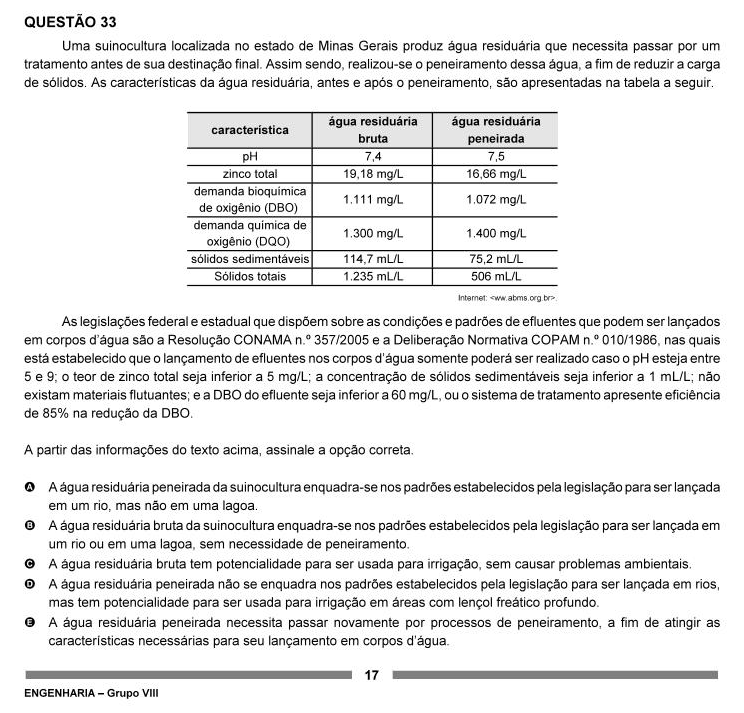 QUESTÃO 33
Uma suinocultura localizada no estado de Minas Gerais produz água residuária que necessita passar por um
tratamento antes de sua destinação final. Assim sendo, realizou-se o peneiramento dessa água, a fim de reduzir a carga
de sólidos. As características da água residuária, antes e após o peneiramento, são apresentadas na tabela a seguir.
característica
água residuária
bruta
água residuária
peneirada
pH 7,4 7,5
zinco total 19,18 mg/L 16,66 mg/L
demanda bioquímica
de oxigênio (DBO)
1.111 mg/L 1.072 mg/L
demanda química de
oxigênio (DQO)
1.300 mg/L 1.400 mg/L
sólidos sedimentáveis 114,7 mL/L 75,2 mL/L
Sólidos totais 1.235 mL/L 506 mL/L
Internet: <ww.abms.org.br>.
As legislações federal e estadual que dispõem sobre as condições e padrões de efluentes que podem ser lançados
em corpos d'água são a Resolução CONAMA n.º 357/2005 e a Deliberação Normativa COPAM n.º 010/1986, nas quais
está estabelecido que o lançamento de efluentes nos corpos d'água somente poderá ser realizado caso o pH esteja entre
5 e 9; o teor de zinco total seja inferior a 5 mg/L; a concentração de sólidos sedimentáveis seja inferior a 1 mL/L; não
existam materiais flutuantes; e a DBO do efluente seja inferior a 60 mg/L, ou o sistema de tratamento apresente eficiência
de 85% na redução da DBO.
A partir das informações do texto acima, assinale a opção correta.
A A água residuária peneirada da suinocultura enquadra-se nos padrões estabelecidos pela legislação para ser lançada
em um rio, mas não em uma lagoa.
B A água residuária bruta da suinocultura enquadra-se nos padrões estabelecidos pela legislação para ser lançada em
um rio ou em uma lagoa, sem necessidade de peneiramento.
C A água residuária bruta tem potencialidade para ser usada para irrigação, sem causar problemas ambientais.
D A água residuária peneirada não se enquadra nos padrões estabelecidos pela legislação para ser lançada em rios,
mas tem potencialidade para ser usada para irrigação em áreas com lençol freático profundo.
E A água residuária peneirada necessita passar novamente por processos de peneiramento, a fim de atingir as
características necessárias para seu lançamento em corpos d'água.
17
ENGENHARIA – Grupo VIII